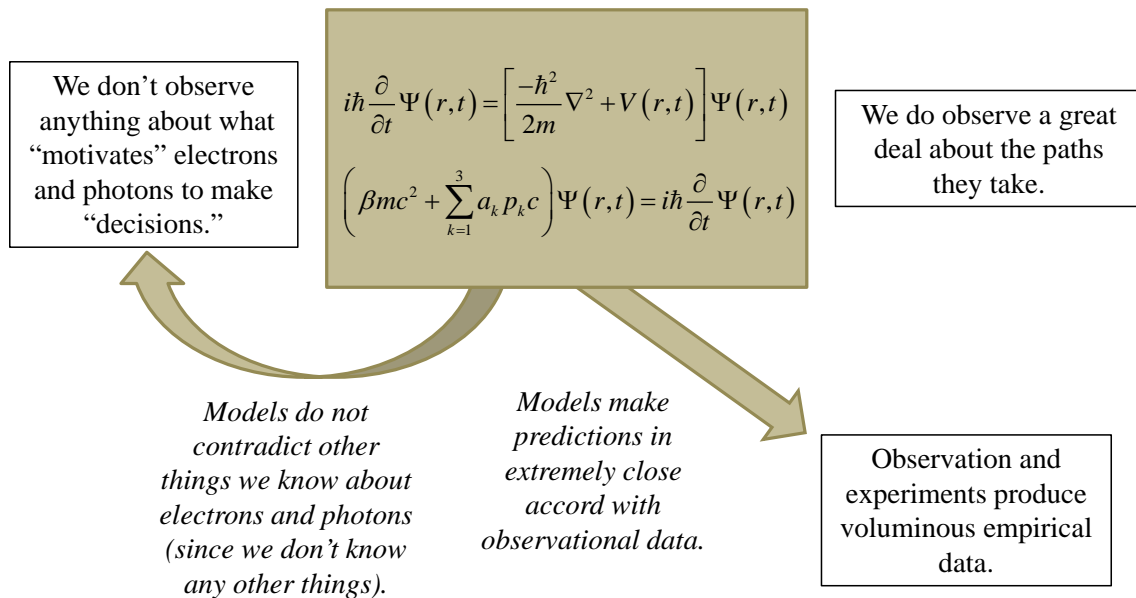 We don’t observe
anything about what
“motivates” electrons
and photons to make
“decisions.”
iħ ∂/∂t Ψ(r,t) = [−ħ²/2m ∇² + V(r,t)] Ψ(r,t)
(βmc² + ∑_{k=1}^{3} a_k p_k c) Ψ(r,t) = iħ ∂/∂t Ψ(r,t)
We do observe a great
deal about the paths
they take.
Models do not
contradict other
things we know about
electrons and photons
(since we don’t know
any other things).
Models make
predictions in
extremely close
accord with
observational data.
Observation and
experiments produce
voluminous empirical
data.